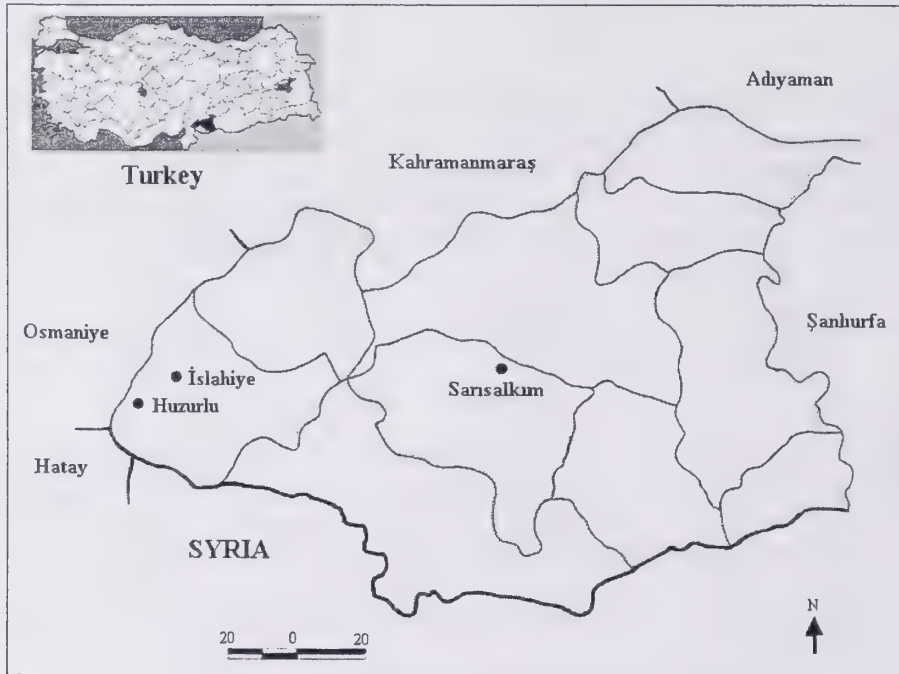 Adıyaman
Turkey
Kahramanmaraş
Osmaniye
Şanlıurfa
İslahiye
Huzurlu
Sarısalkım
Hatay
SYRIA
N
20 0 20